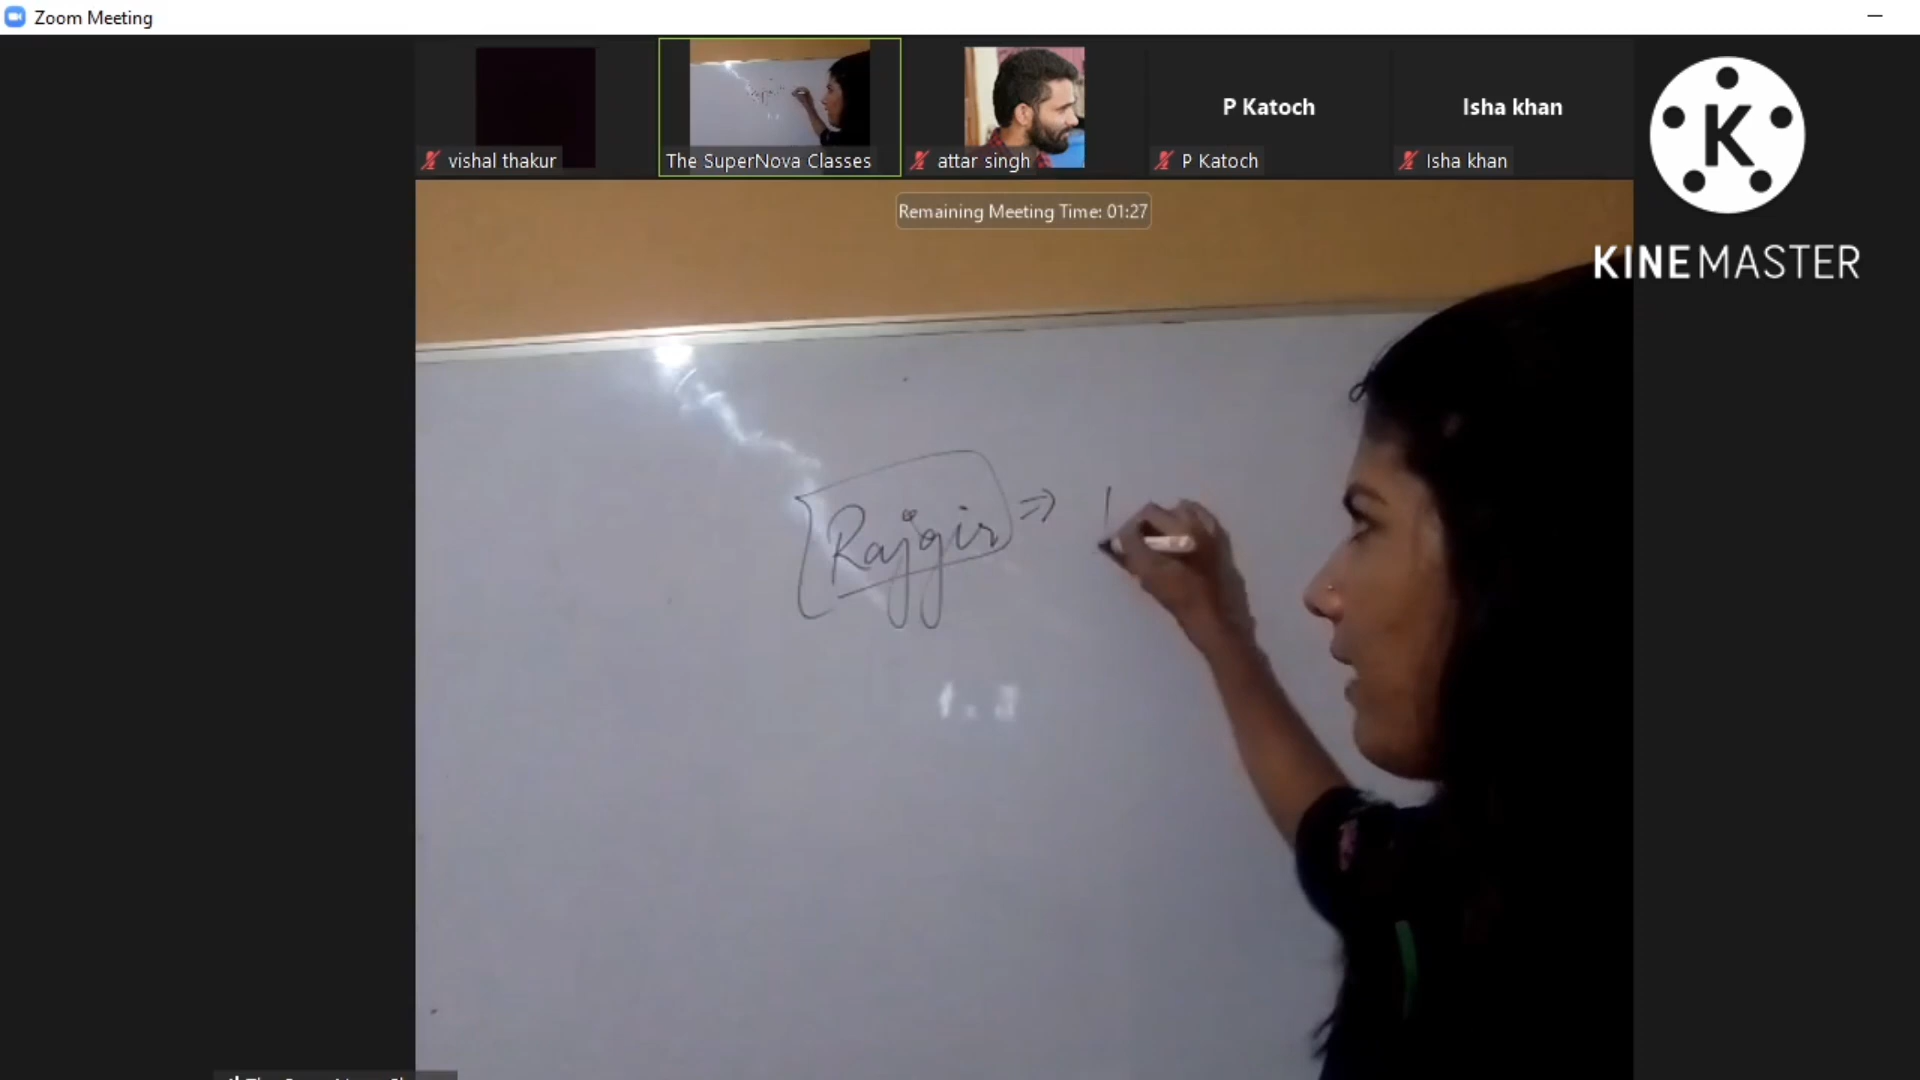 Zoom Meeting
P Katoch
Isha khan
vishal thakur
The SuperNova Classes
attar singh
P Katoch
Isha khan
Remaining Meeting Time: 01:27
K
KINEMASTER
Rajgir ⇒